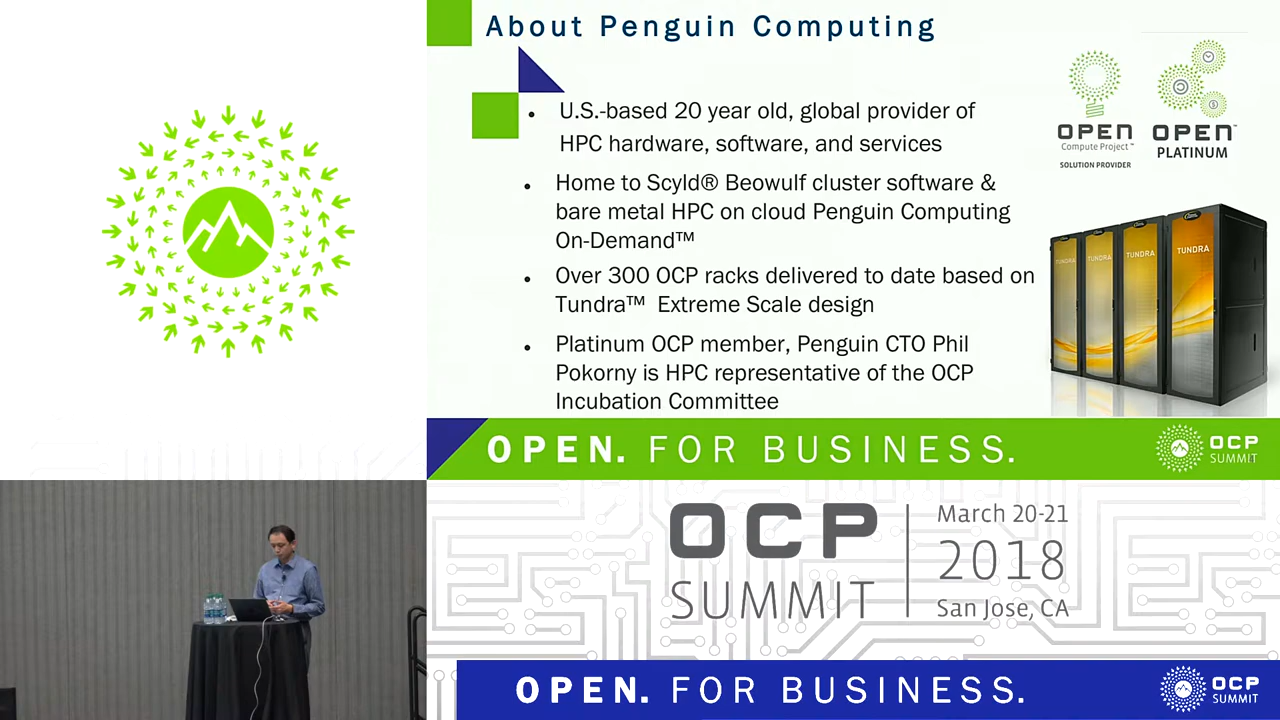 About Penguin Computing
• U.S.-based 20 year old, global provider of
HPC hardware, software, and services
• Home to Scyld® Beowulf cluster software &
bare metal HPC on cloud Penguin Computing
On-Demand™
• Over 300 OCP racks delivered to date based on
Tundra™ Extreme Scale design
• Platinum OCP member, Penguin CTO Phil
Pokorny is HPC representative of the OCP
Incubation Committee
OPEN
Compute Project™
SOLUTION PROVIDER
OPEN™
PLATINUM
TUNDRA
TUNDRA
TUNDRA
TUNDRA
OPEN. FOR BUSINESS.
OCP
SUMMIT
OCP
SUMMIT
March 20-21
2018
San Jose, CA
OPEN. FOR BUSINESS.
OCP
SUMMIT